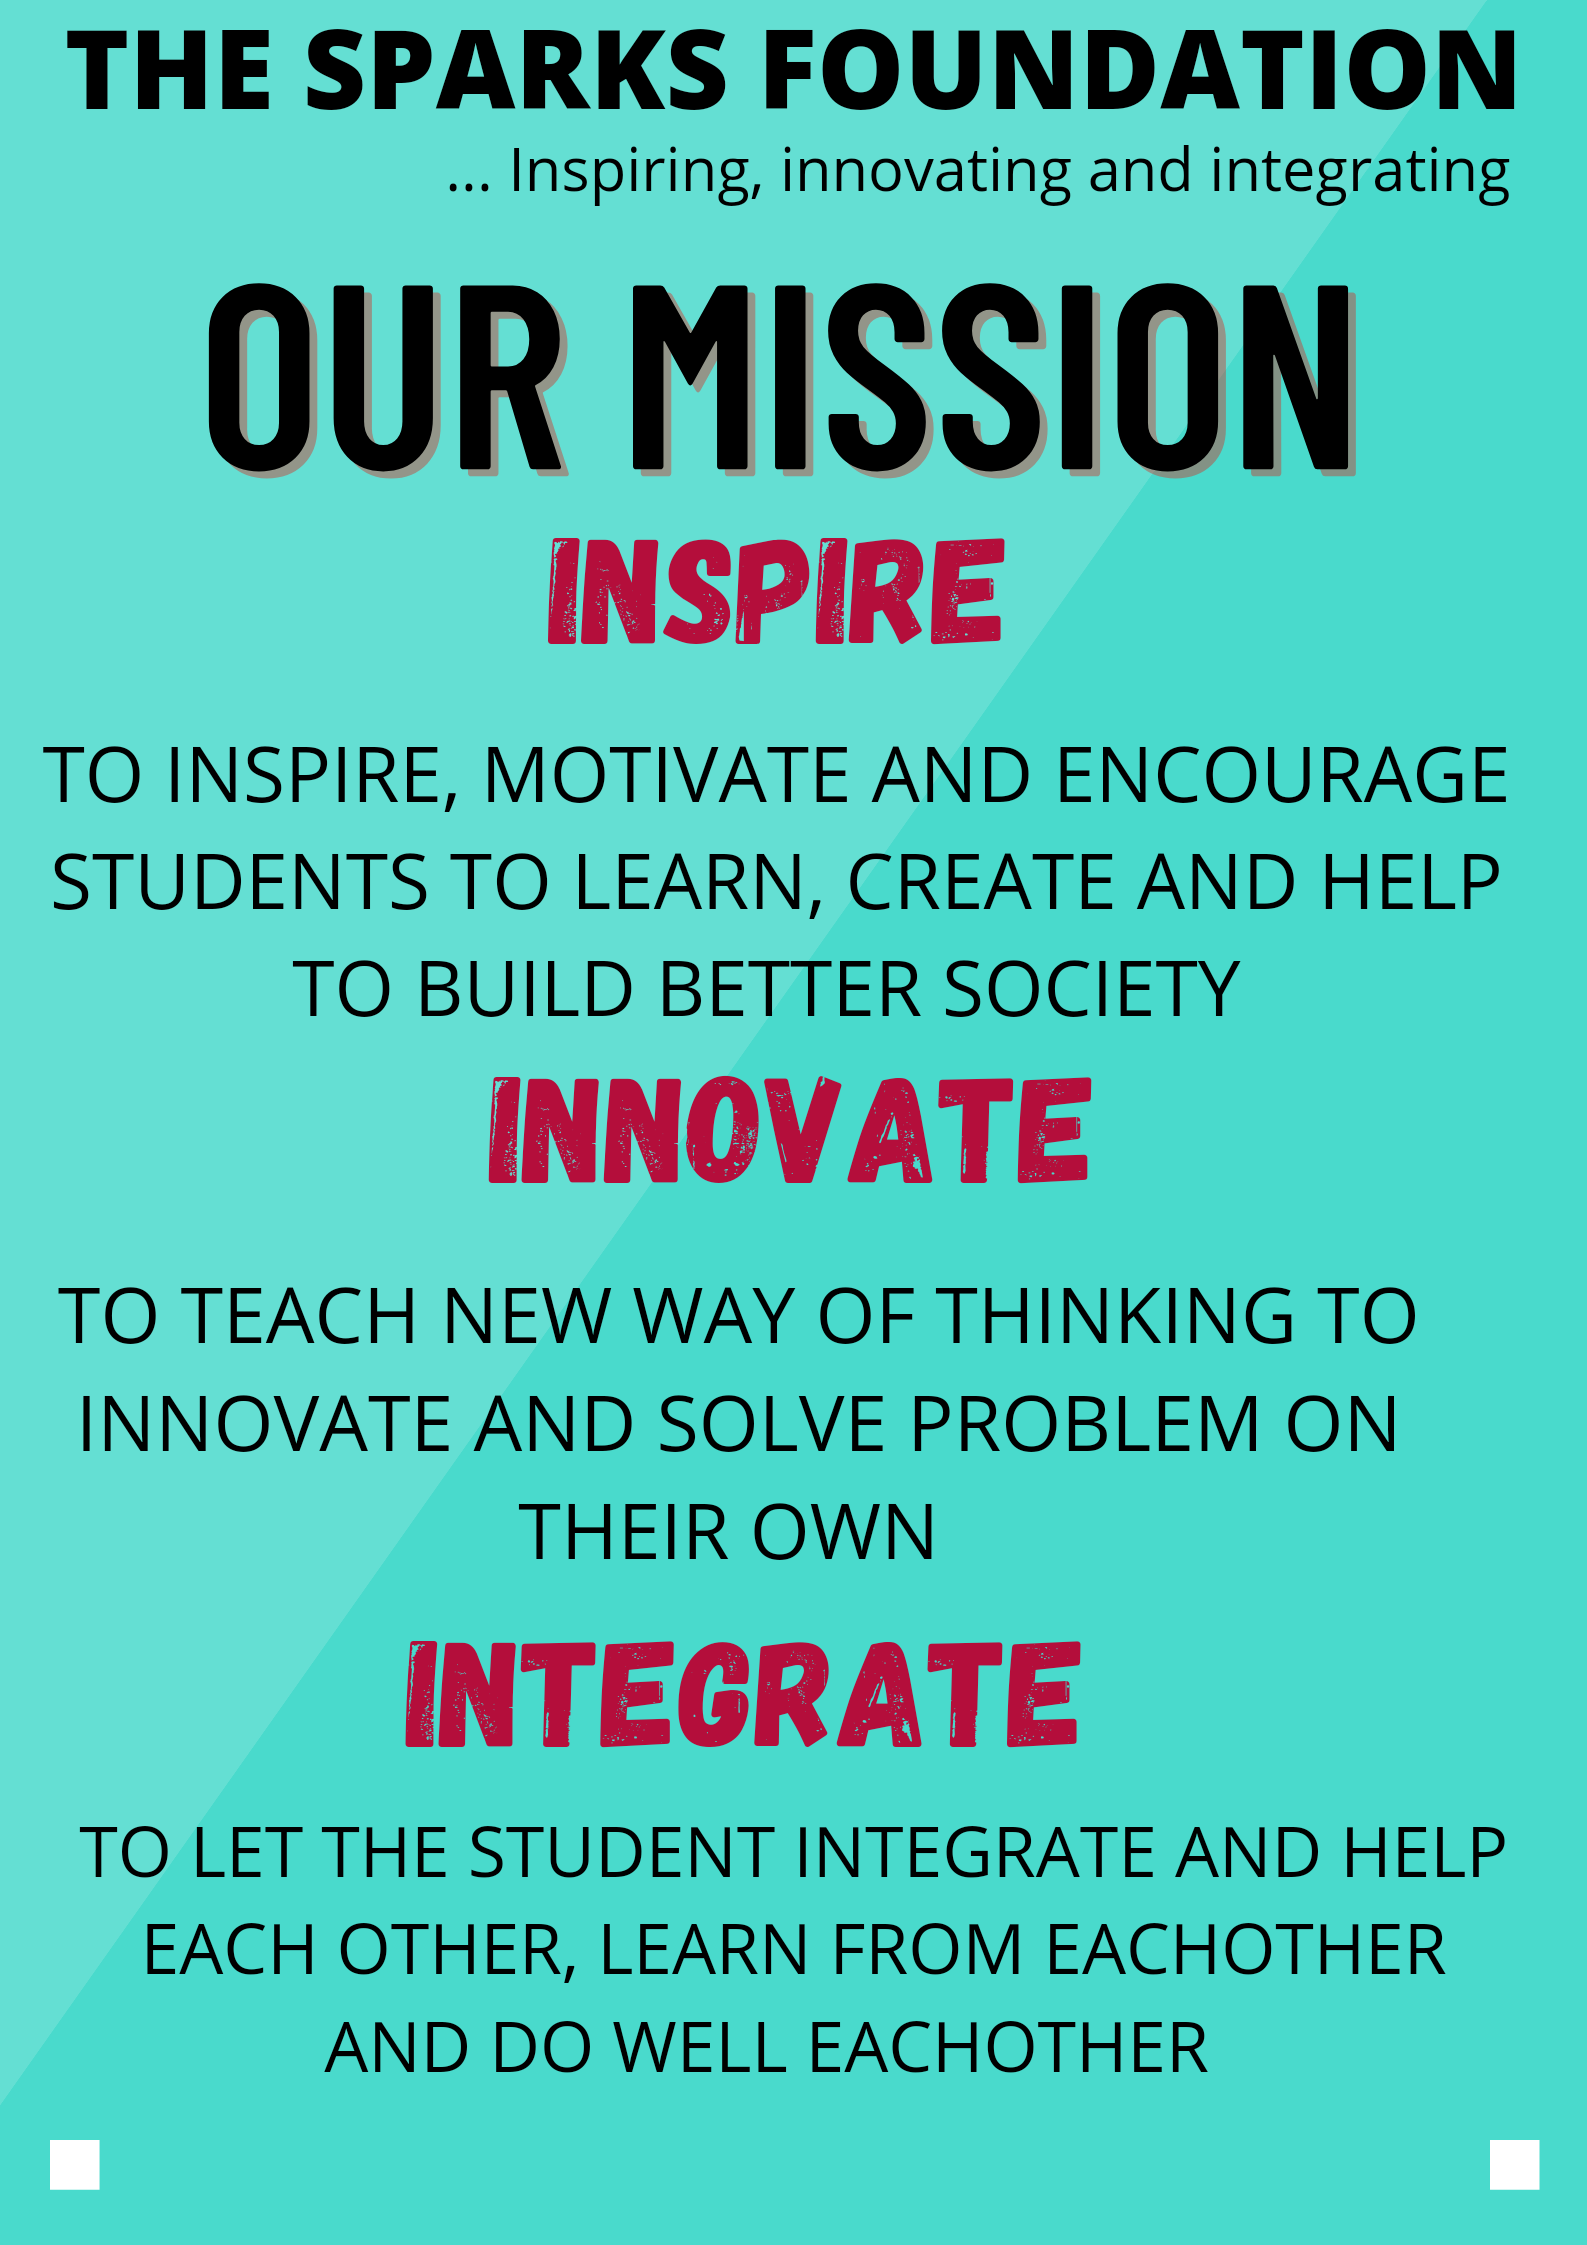 THE SPARKS FOUNDATION
... Inspiring, innovating and integrating
OUR MISSION
INSPIRE
TO INSPIRE, MOTIVATE AND ENCOURAGE
STUDENTS TO LEARN, CREATE AND HELP
TO BUILD BETTER SOCIETY
INNOVATE
TO TEACH NEW WAY OF THINKING TO
INNOVATE AND SOLVE PROBLEM ON
THEIR OWN
INTEGRATE
TO LET THE STUDENT INTEGRATE AND HELP
EACH OTHER, LEARN FROM EACHOTHER
AND DO WELL EACHOTHER